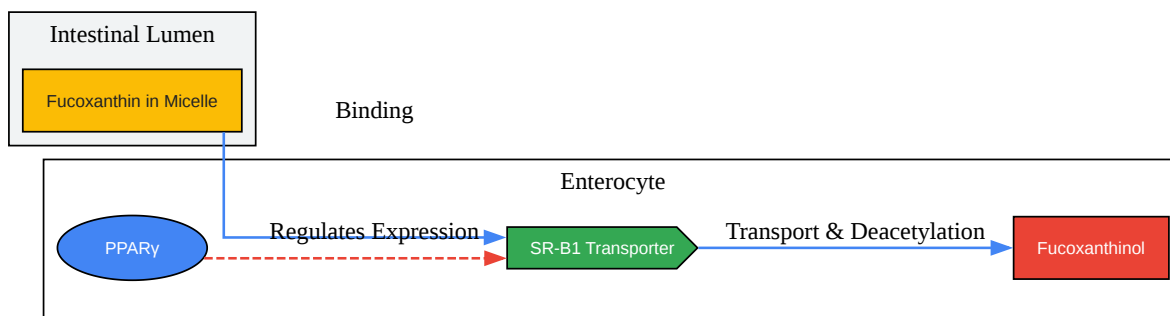 Intestinal Lumen
Fucoxanthin in Micelle
Binding
Enterocyte
PPARγ
Regulates Expression
SR-B1 Transporter
Transport & Deacetylation
Fucoxanthinol